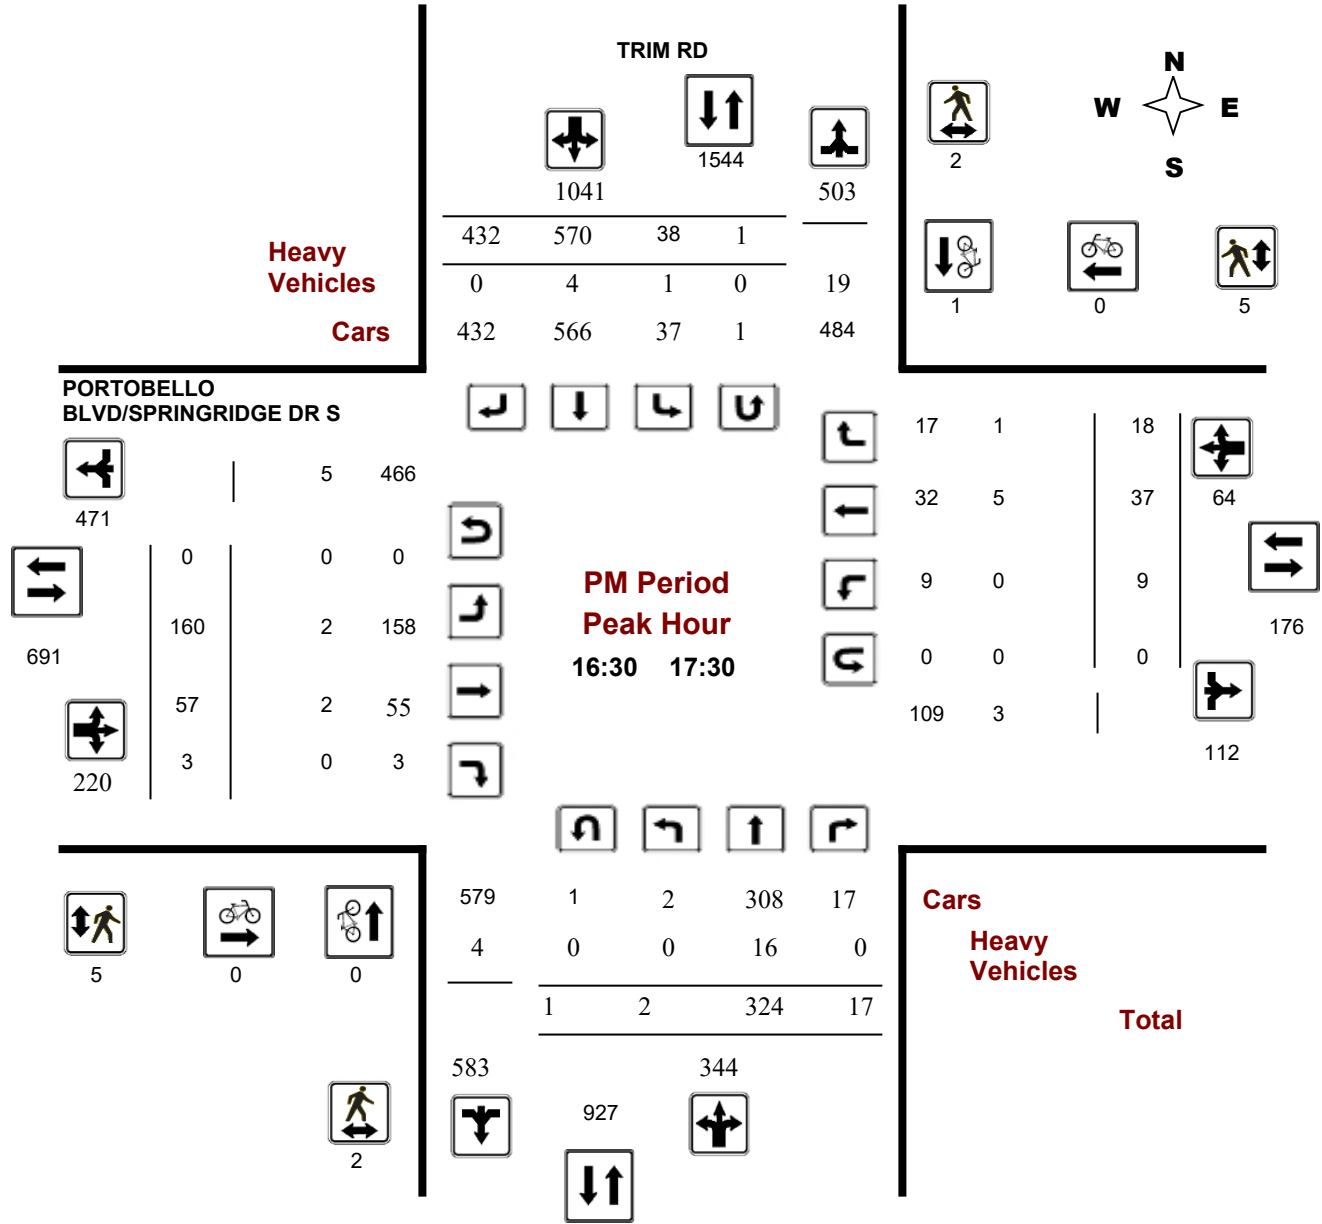 TRIM RD
N
W E
S
1544
2
1041
503
432 570 38 1
Heavy
Vehicles
0 4 1 0 19
1 0 5
Cars
432 566 37 1 484
PORTOBELLO
BLVD/SPRINGRIDGE DR S
17 1 18
5 466
471
32 5 37 64
0 0 0
PM Period
9 0 9
Peak Hour
160 2 158
176
691
16:30 17:30
0 0 0
57 2 55
109 3
112
3 0 3
220
579 1 2 308 17
Cars
4 0 0 16 0
Heavy
Vehicles
5 0 0
1 2 324 17
Total
583 344
927
2